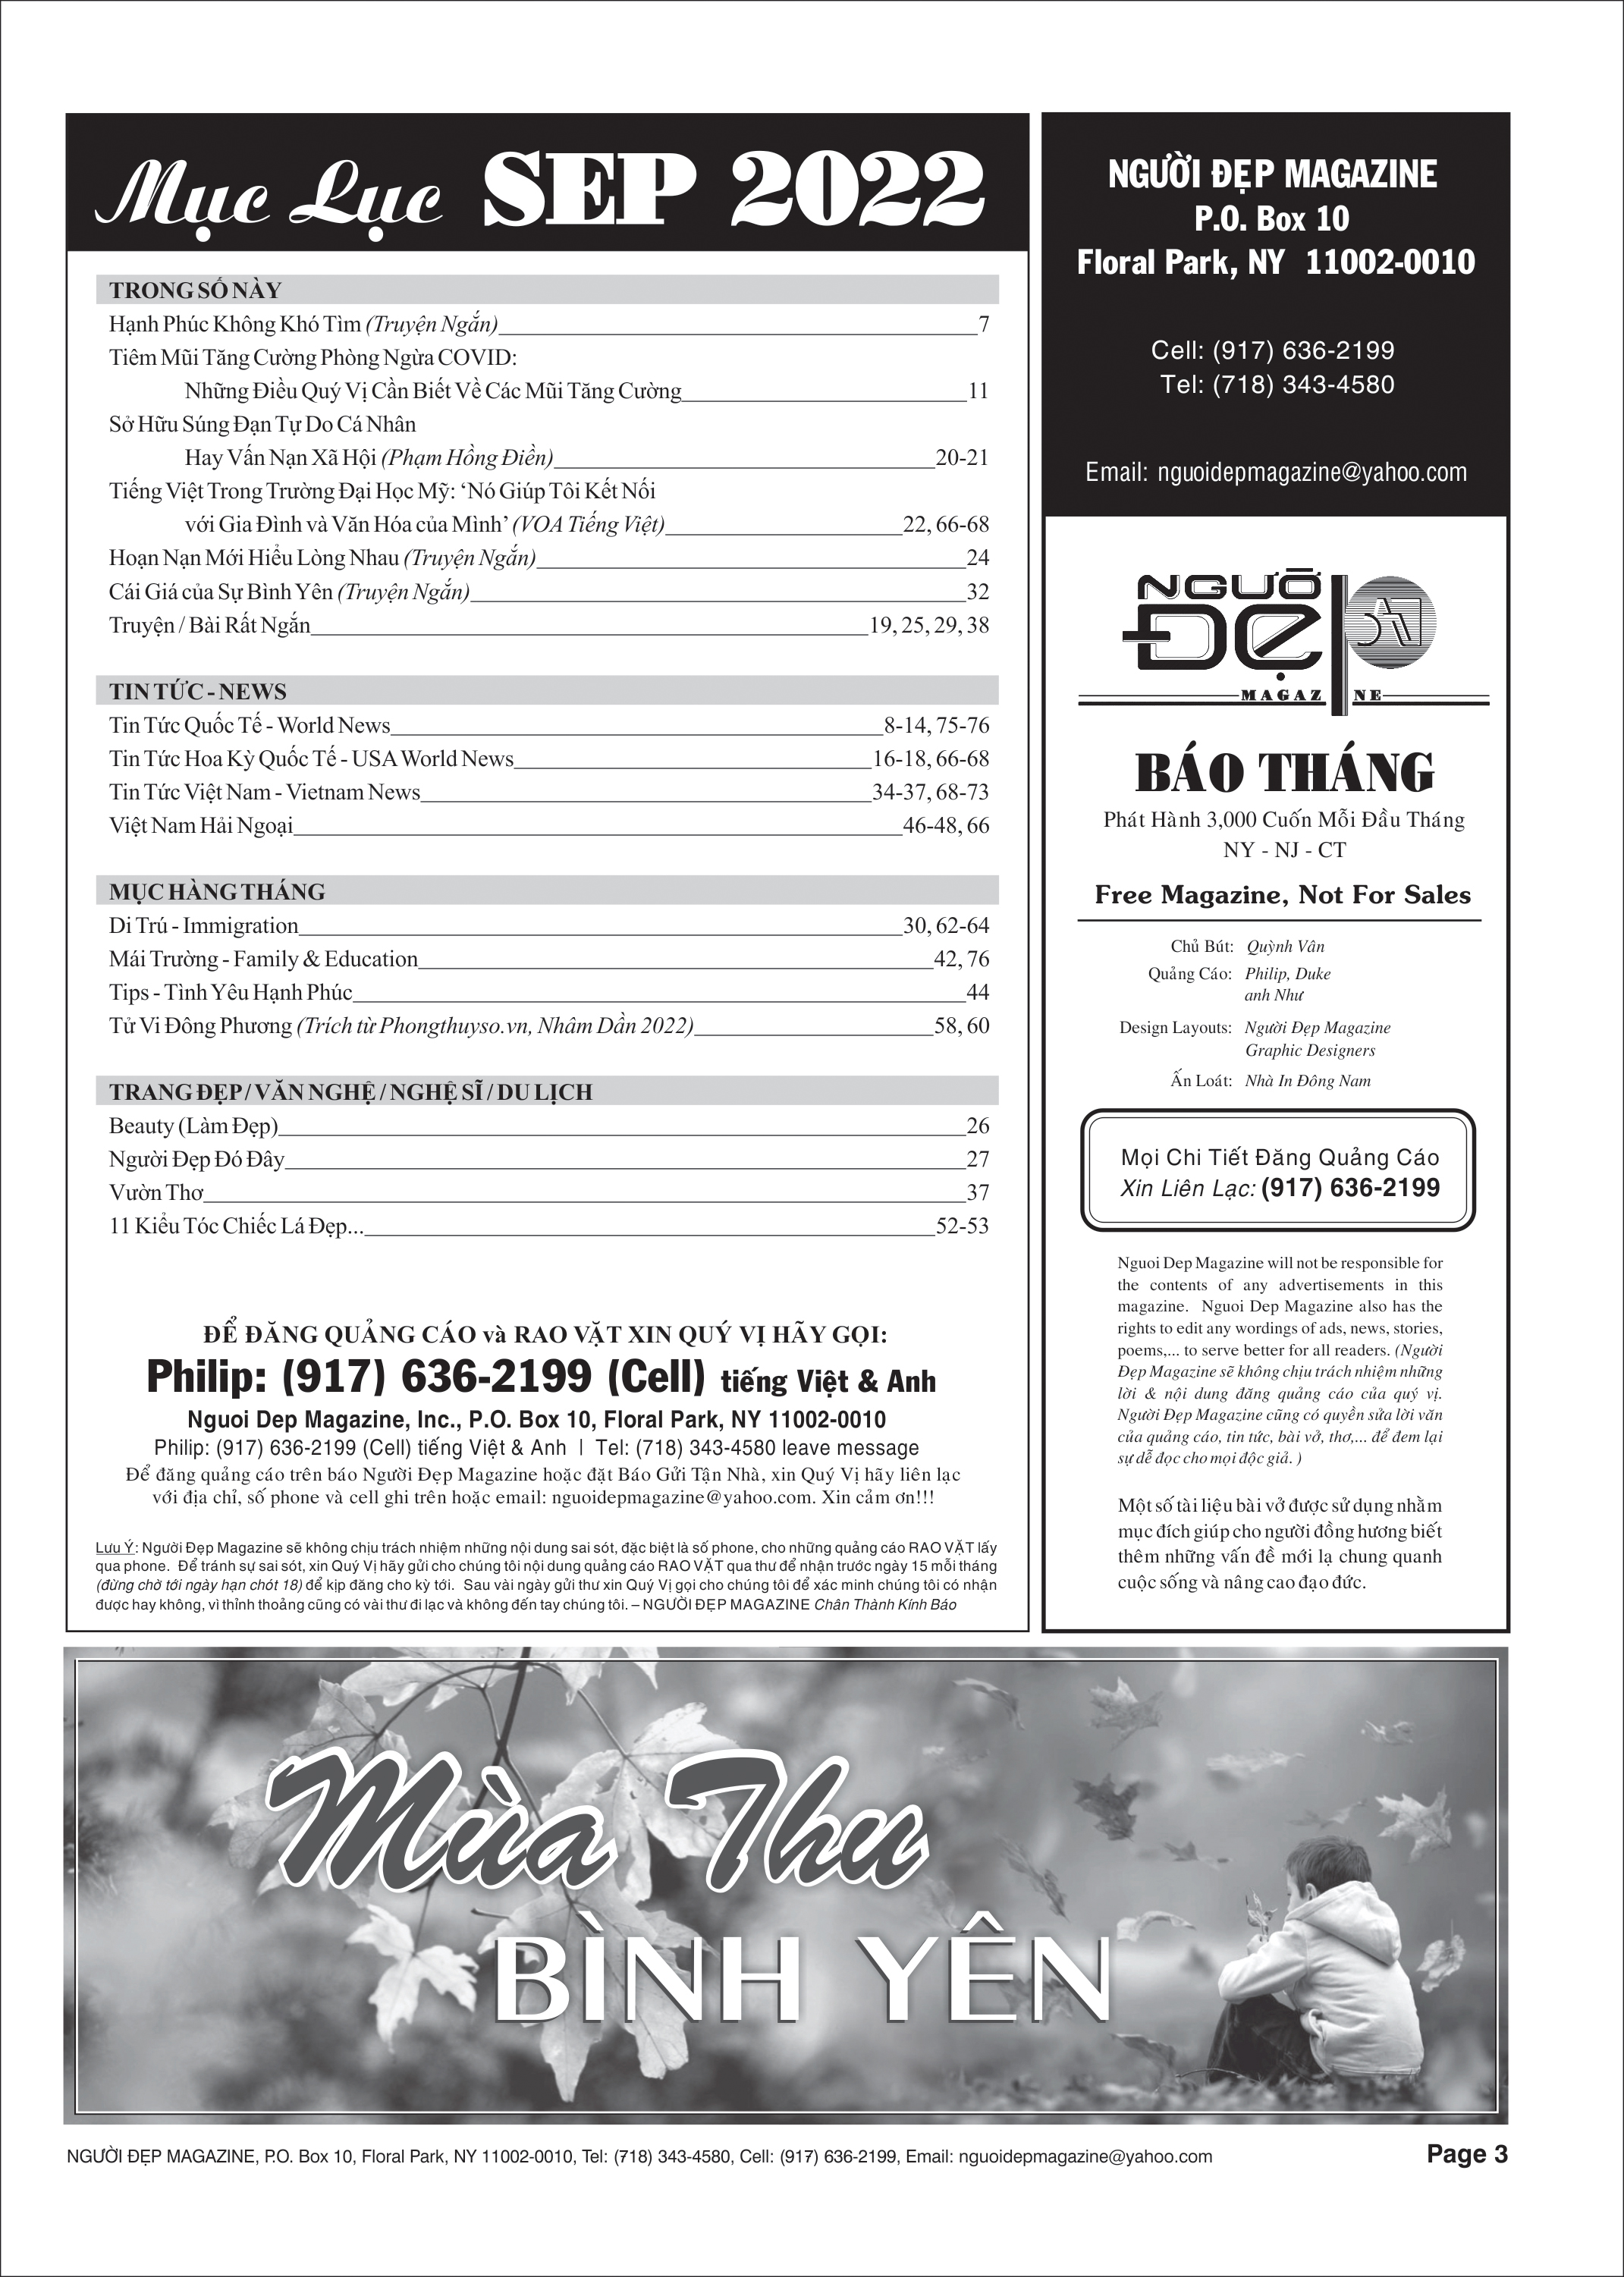 Mục Lục SEP 2022
TRONG SỐ NÀY
Hạnh Phúc Không Khó Tìm (Truyện Ngắn) 7
Tiêm Mũi Tăng Cường Phòng Ngừa COVID:
Những Điều Quý Vị Cần Biết Về Các Mũi Tăng Cường 11
Sở Hữu Súng Đạn Tự Do Cá Nhân
Hay Vấn Nạn Xã Hội (Phạm Hồng Điền) 20-21
Tiếng Việt Trong Trường Đại Học Mỹ: ‘Nó Giúp Tôi Kết Nối
với Gia Đình và Văn Hóa của Mình’ (VOA Tiếng Việt) 22, 66-68
Hoạn Nạn Mới Hiểu Lòng Nhau (Truyện Ngắn) 24
Cái Giá của Sự Bình Yên (Truyện Ngắn) 32
Truyện / Bài Rất Ngắn 19, 25, 29, 38
TIN TỨC - NEWS
Tin Tức Quốc Tế - World News 8-14, 75-76
Tin Tức Hoa Kỳ Quốc Tế - USA World News 16-18, 66-68
Tin Tức Việt Nam - Vietnam News 34-37, 68-73
Việt Nam Hải Ngoại 46-48, 66
MỤC HÀNG THÁNG
Di Trú - Immigration 30, 62-64
Mái Trường - Family & Education 42, 76
Tips - Tình Yêu Hạnh Phúc 44
Tử Vi Đông Phương (Trích từ Phongthuyso.vn, Nhâm Dần 2022) 58, 60
TRANG ĐẸP / VĂN NGHỆ / NGHỆ SĨ / DU LỊCH
Beauty (Làm Đẹp) 26
Người Đẹp Đó Đây 27
Vườn Thơ 37
11 Kiểu Tóc Chiếc Lá Đẹp... 52-53
ĐỂ ĐĂNG QUẢNG CÁO và RAO VẶT XIN QUÝ VỊ HÃY GỌI:
Philip: (917) 636-2199 (Cell) tiếng Việt & Anh
Nguoi Dep Magazine, Inc., P.O. Box 10, Floral Park, NY 11002-0010
Philip: (917) 636-2199 (Cell) tiếng Việt & Anh | Tel: (718) 343-4580 leave message
Để đăng quảng cáo trên báo Người Đẹp Magazine hoặc đặt Báo Gửi Tận Nhà, xin Quý Vị hãy liên lạc
với địa chỉ, số phone và cell ghi trên hoặc email: nguoidepmagazine@yahoo.com. Xin cảm ơn!!!
Lưu Ý: Người Đẹp Magazine sẽ không chịu trách nhiệm những nội dung sai sót, đặc biệt là số phone, cho những quảng cáo RAO VẶT lấy
qua phone. Để tránh sự sai sót, xin Quý Vị hãy gửi cho chúng tôi nội dung quảng cáo RAO VẶT qua thư để nhận trước ngày 15 mỗi tháng
(đừng chờ tới ngày hạn chót 18) để kịp đăng cho kỳ tới. Sau vài ngày gửi thư xin Quý Vị gọi cho chúng tôi để xác minh chúng tôi có nhận
được hay không, vì thỉnh thoảng cũng có vài thư đi lạc và không đến tay chúng tôi. – NGƯỜI ĐẸP MAGAZINE Chân Thành Kính Báo
NGƯỜI ĐẸP MAGAZINE
P.O. Box 10
Floral Park, NY 11002-0010
Cell: (917) 636-2199
Tel: (718) 343-4580
Email: nguoidepmagazine@yahoo.com
NGƯỜI
ĐẸP
MAGAZINE
BÁO THÁNG
Phát Hành 3,000 Cuốn Mỗi Đầu Tháng
NY - NJ - CT
Free Magazine, Not For Sales
Chủ Bút: Quỳnh Vân
Quảng Cáo: Philip, Duke
anh Như
Design Layouts: Người Đẹp Magazine
Graphic Designers
Ấn Loát: Nhà In Đông Nam
Mọi Chi Tiết Đăng Quảng Cáo
Xin Liên Lạc: (917) 636-2199
Nguoi Dep Magazine will not be responsible for
the contents of any advertisements in this
magazine. Nguoi Dep Magazine also has the
rights to edit any wordings of ads, news, stories,
poems,... to serve better for all readers. (Người
Đẹp Magazine sẽ không chịu trách nhiệm những
lời & nội dung đăng quảng cáo của quý vị.
Người Đẹp Magazine cũng có quyền sửa lời văn
của quảng cáo, tin tức, bài vở, thơ,... để đem lại
sự dễ đọc cho mọi độc giả. )
Một số tài liệu bài vở được sử dụng nhằm
mục đích giúp cho người đồng hương biết
thêm những vấn đề mới lạ chung quanh
cuộc sống và nâng cao đạo đức.
Mùa Thu
BÌNH YÊN
NGƯỜI ĐẸP MAGAZINE, P.O. Box 10, Floral Park, NY 11002-0010, Tel: (718) 343-4580, Cell: (917) 636-2199, Email: nguoidepmagazine@yahoo.com Page 3